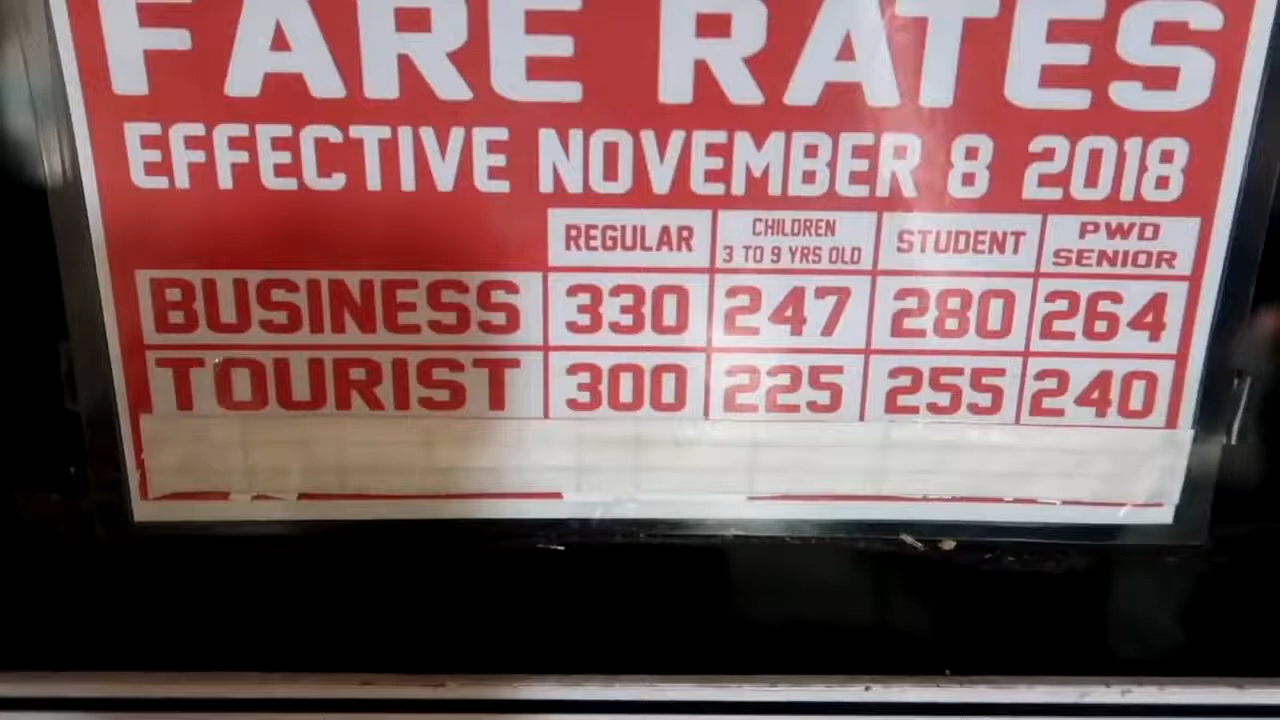 FARE RATES
EFFECTIVE NOVEMBER 8 2018
REGULAR CHILDREN 3 TO 9 YRS OLD STUDENT PWD SENIOR
BUSINESS 330 247 280 264
TOURIST 300 225 255 240